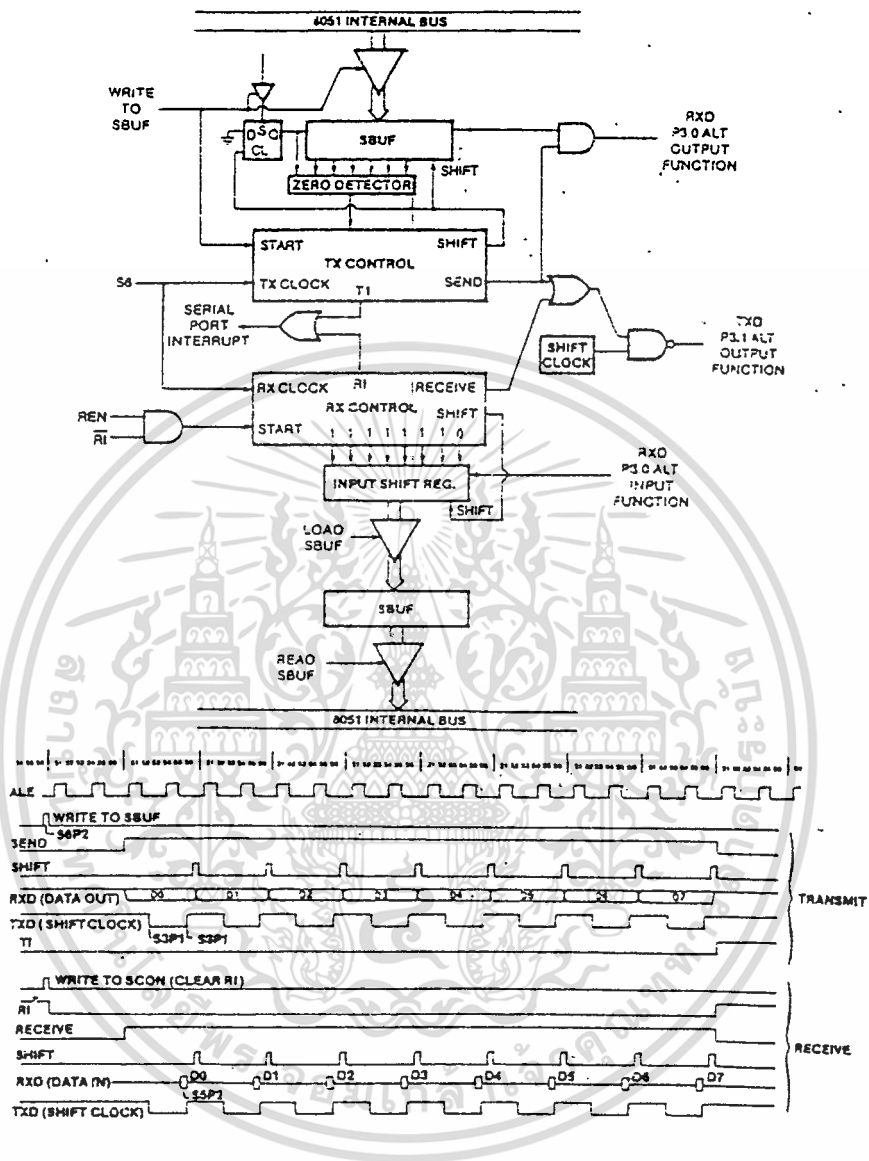 8051 INTERNAL BUS
WRITE
TO
SBUF
D S Q
CL
SBUF
ZERO DETECTOR
SHIFT
RXD
P3.0 ALT
OUTPUT
FUNCTION
START
SHIFT
TX CONTROL
S6
TX CLOCK
T1
SEND
SERIAL
PORT
INTERRUPT
SHIFT
CLOCK
TXD
P3.1 ALT
OUTPUT
FUNCTION
RX CLOCK
RI
RECEIVE
RX CONTROL
SHIFT
REN
RI
START
1 1 1 1 1 1 1 0
RXD
P3.0 ALT
INPUT
FUNCTION
INPUT SHIFT REG.
SHIFT
LOAD
SBUF
SBUF
READ
SBUF
8051 INTERNAL BUS
ALE
WRITE TO SBUF
S6P2
SEND
SHIFT
RXD (DATA OUT) D0 D1 D2 D3 D4 D5 D6 D7
TRANSMIT
TXD (SHIFT CLOCK)
S3P1 S3P1
TI
WRITE TO SCON (CLEAR RI)
RI
RECEIVE
SHIFT
RECEIVE
RXD (DATA IN) D0 D1 D2 D3 D4 D5 D6 D7
S5P2
TXD (SHIFT CLOCK)